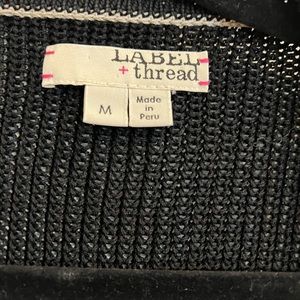 LABEL
+ thread
M
Made
in
Peru